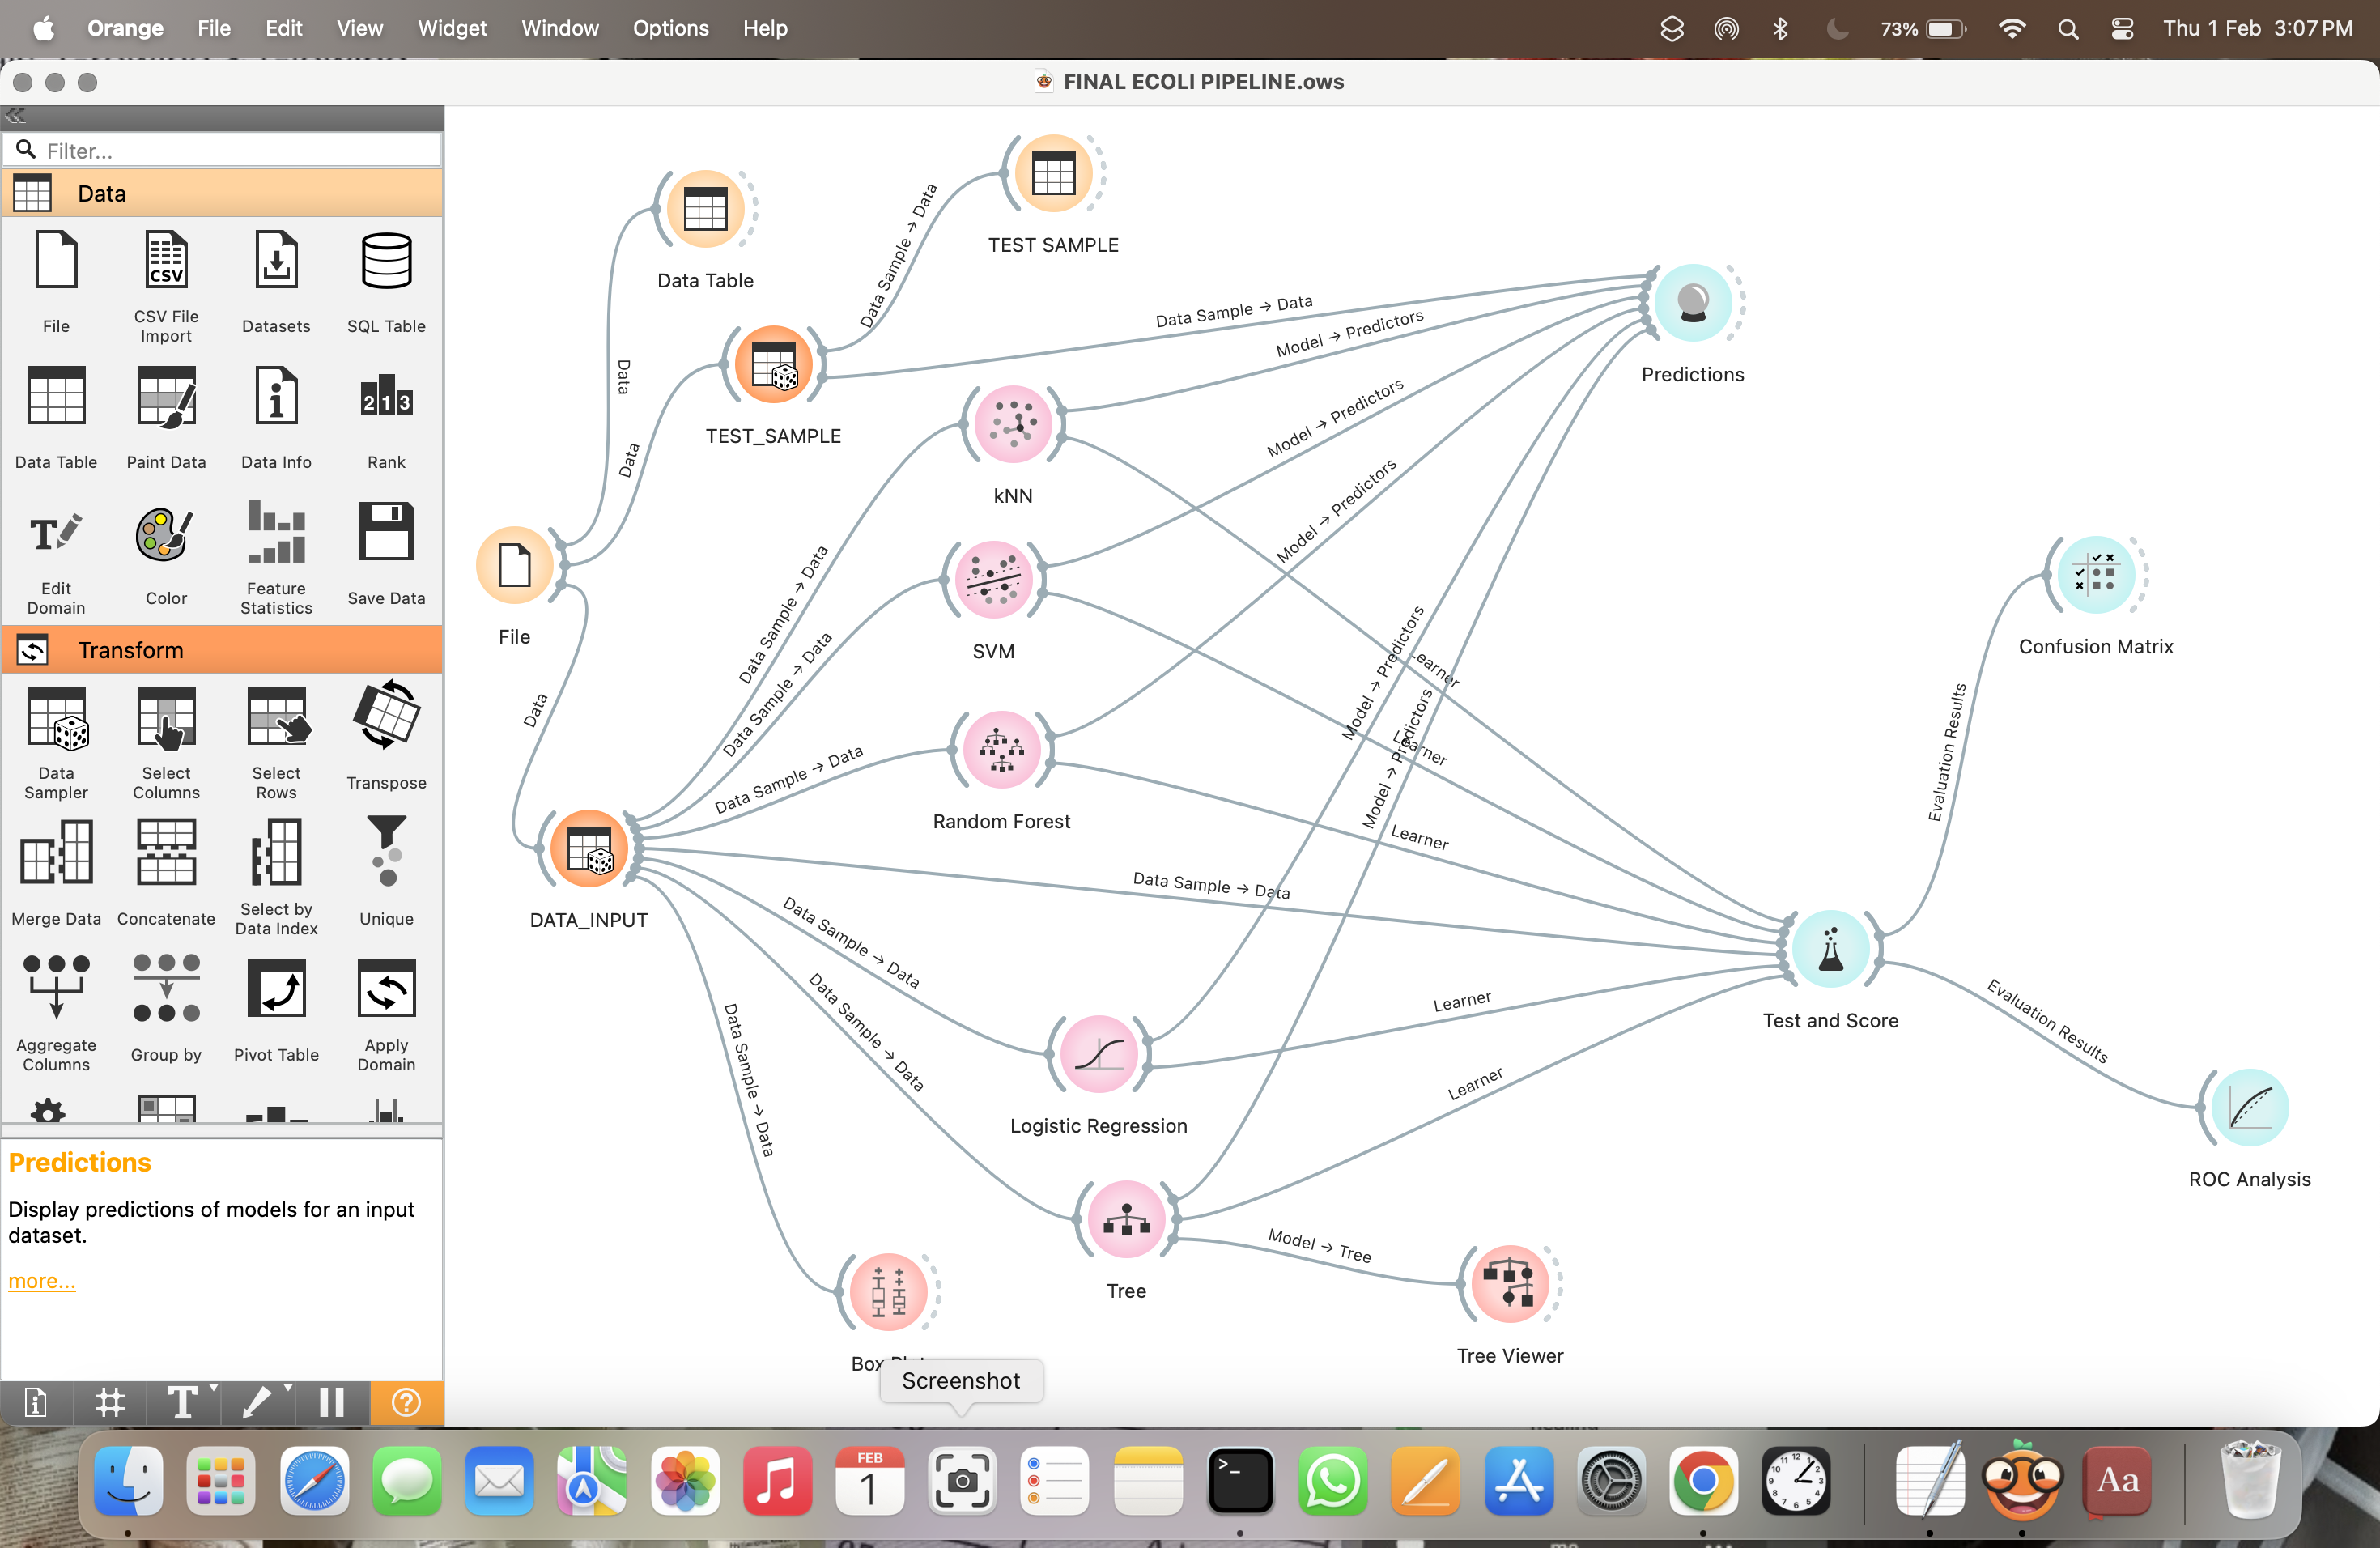 Orange File Edit View Widget Window Options Help
73% Thu 1 Feb 3:07 PM
FINAL ECOLI PIPELINE.ows
Filter...
Data
File
CSV
CSV File
Import
Datasets
SQL Table
Data Table
Paint Data
Data Info
2 1 3
Rank
Edit
Domain
Color
Feature
Statistics
Save Data
Transform
Data
Sampler
Select
Columns
Select
Rows
Transpose
Merge Data
Concatenate
Select by
Data Index
Unique
Aggregate
Columns
Group by
Pivot Table
Apply
Domain
Predictions
Display predictions of models for an input
dataset.
more...
Data Table
TEST SAMPLE
Data Sample → Data
Data
Data
TEST_SAMPLE
Data Sample → Data
Model → Predictors
Model → Predictors
Model → Predictors
Model → Predictors
Model → Predictors
Predictions
kNN
SVM
Random Forest
File
Data
DATA_INPUT
Data Sample → Data
Data Sample → Data
Data Sample → Data
Data Sample → Data
Data Sample → Data
Data Sample → Data
Data Sample → Data
Learner
Learner
Learner
Learner
Learner
Logistic Regression
Tree
Model → Tree
Tree Viewer
Box Plot
Test and Score
Evaluation Results
Confusion Matrix
Evaluation Results
ROC Analysis
Screenshot
FEB
1
Aa